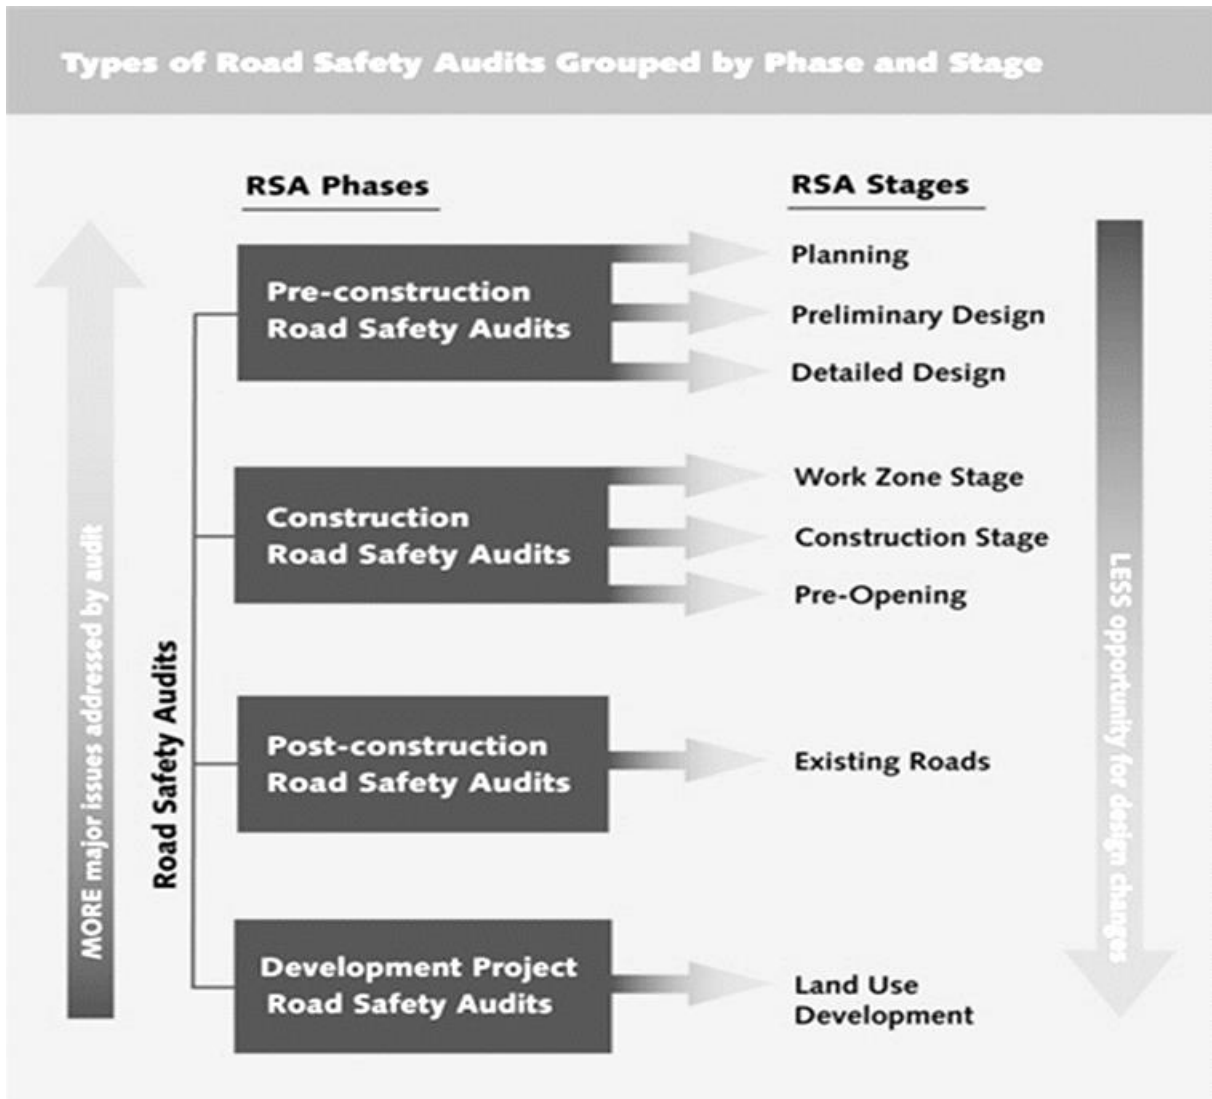 Types of Road Safety Audits Grouped by Phase and Stage
RSA Phases
RSA Stages
Pre-construction
Road Safety Audits
Planning
Preliminary Design
Detailed Design
Construction
Road Safety Audits
Work Zone Stage
Construction Stage
Pre-Opening
Post-construction
Road Safety Audits
Existing Roads
Development Project
Road Safety Audits
Land Use
Development
MORE major issues addressed by audit
Road Safety Audits
LESS opportunity for design changes